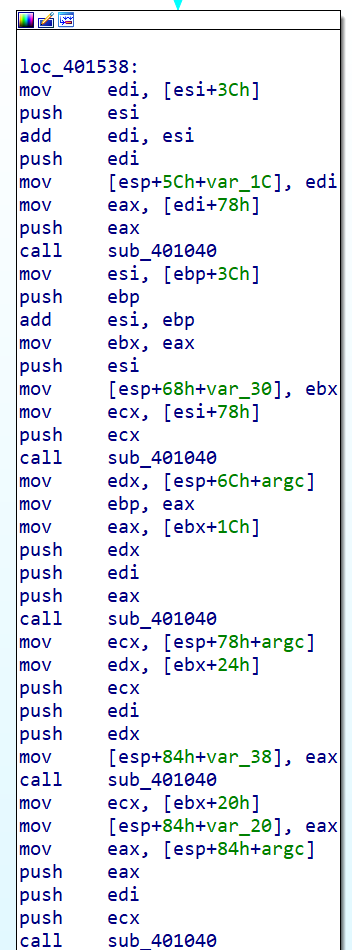 loc_401538:
mov edi, [esi+3Ch]
push esi
add edi, esi
push edi
mov [esp+5Ch+var_1C], edi
mov eax, [edi+78h]
push eax
call sub_401040
mov esi, [ebp+3Ch]
push ebp
add esi, ebp
mov ebx, eax
push esi
mov [esp+68h+var_30], ebx
mov ecx, [esi+78h]
push ecx
call sub_401040
mov edx, [esp+6Ch+argc]
mov ebp, eax
mov eax, [ebx+1Ch]
push edx
push edi
push eax
call sub_401040
mov ecx, [esp+78h+argc]
mov edx, [ebx+24h]
push ecx
push edi
push edx
mov [esp+84h+var_38], eax
call sub_401040
mov ecx, [ebx+20h]
mov [esp+84h+var_20], eax
mov eax, [esp+84h+argc]
push eax
push edi
push ecx
call sub_401040